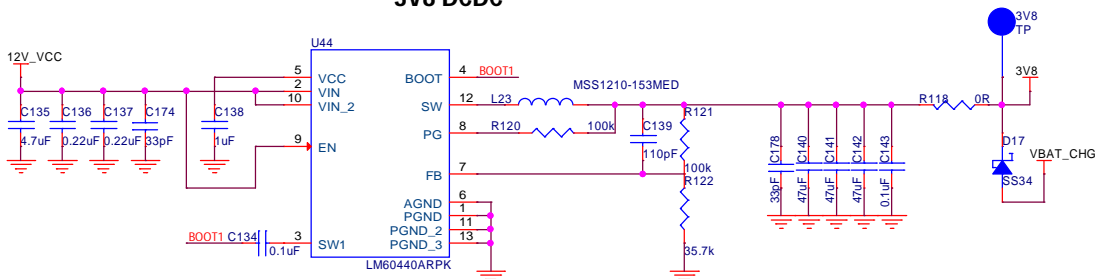 3V8 DCDC
3V8
TP
U44
12V_VCC
3V8
5 VCC BOOT 4 BOOT1
MSS1210-153MED
2 VIN
10 VIN_2 SW 12 L23
R118 0R
C135 C136 C137 C174 C138
R121
PG 8 R120 100k C139
4.7uF 0.22uF 0.22uF 33pF 1uF
110pF
9 EN
C178 C140 C141 C142 C143
33pF 47uF 47uF 47uF 0.1uF
D17
VBAT_CHG
SS34
100k
FB 7
R122
AGND 6
PGND 1
PGND_2 11
BOOT1 C134 3 SW1 PGND_3 13
0.1uF
35.7k
LM60440ARPK